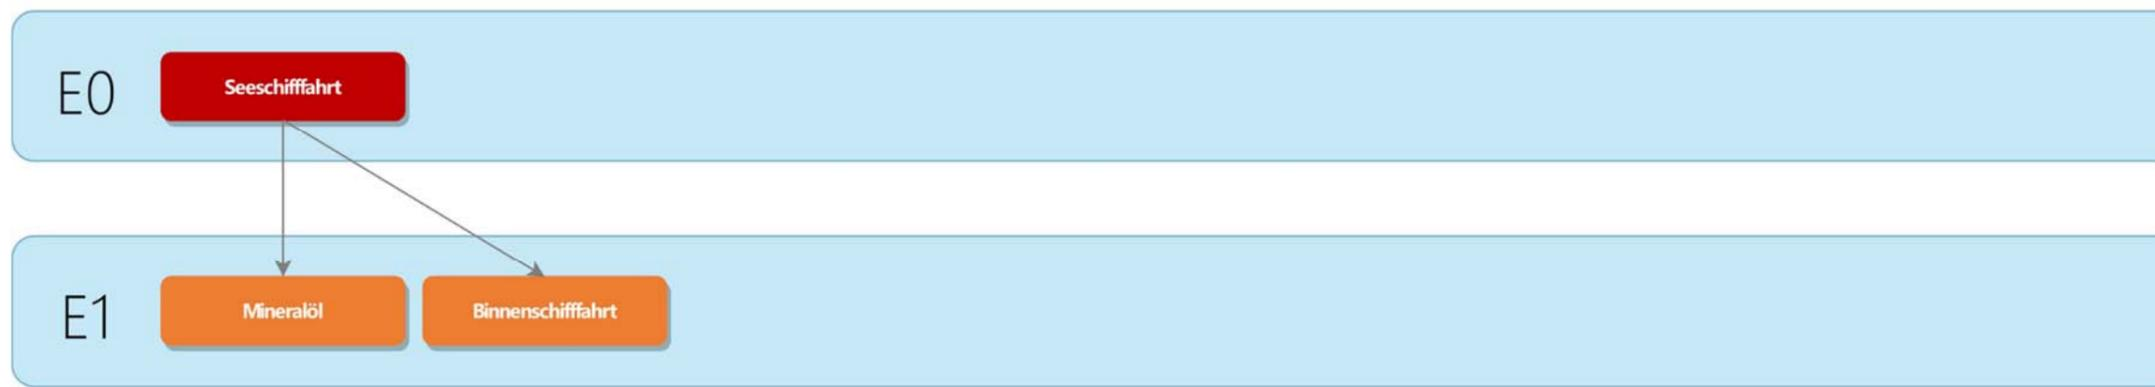 E0
Seeschifffahrt
E1
Mineralöl
Binnenschifffahrt